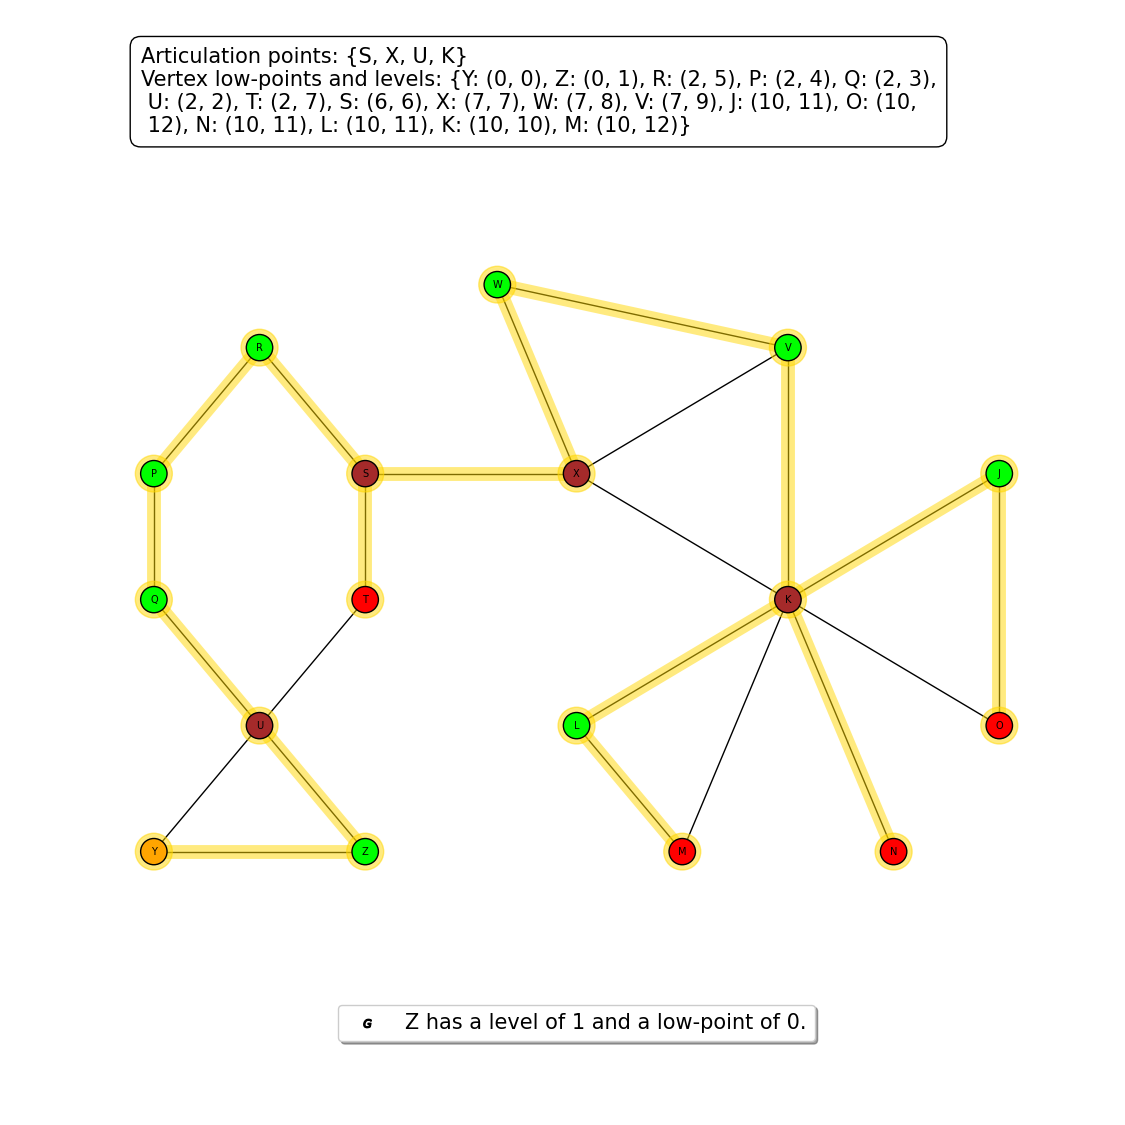 Articulation points: {S, X, U, K}
Vertex low-points and levels: {Y: (0, 0), Z: (0, 1), R: (2, 5), P: (2, 4), Q: (2, 3),
U: (2, 2), T: (2, 7), S: (6, 6), X: (7, 7), W: (7, 8), V: (7, 9), J: (10, 11), O: (10,
12), N: (10, 11), L: (10, 11), K: (10, 10), M: (10, 12)}
W
R
V
P
S
X
J
Q
T
K
U
L
O
Y
Z
M
N
G Z has a level of 1 and a low-point of 0.